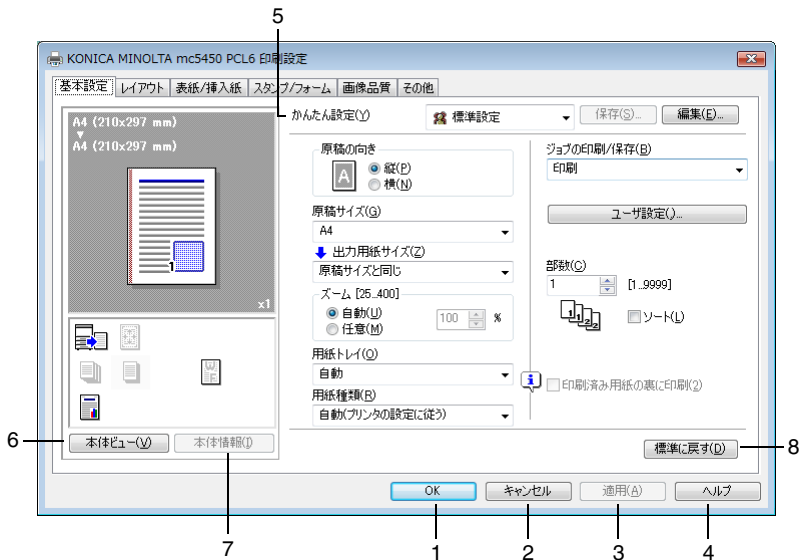 5
KONICA MINOLTA mc5450 PCL6 印刷設定
基本設定 レイアウト 表紙/挿入紙 スタンプ/フォーム 画像品質 その他
A4 (210x297 mm)
A4 (210x297 mm)
1
x1
かんたん設定(Y) 標準設定 保存(S)... 編集(E)...
原稿の向き
A 縦(P)
横(N)
原稿サイズ(G)
A4
出力用紙サイズ(Z)
原稿サイズと同じ
ズーム [25..400]
自動(U)
任意(M)
100 %
用紙トレイ(O)
自動
用紙種類(R)
自動(プリンタの設定に従う)
ジョブの印刷/保存(B)
印刷
ユーザ設定()...
部数(C)
1 [1..9999]
1 1 2 2 ソート(L)
印刷済み用紙の裏に印刷(2)
W
F
6 本体ビュー(V) 本体情報(I) 標準に戻す(D) 8
OK キャンセル 適用(A) ヘルプ
7 1 2 3 4